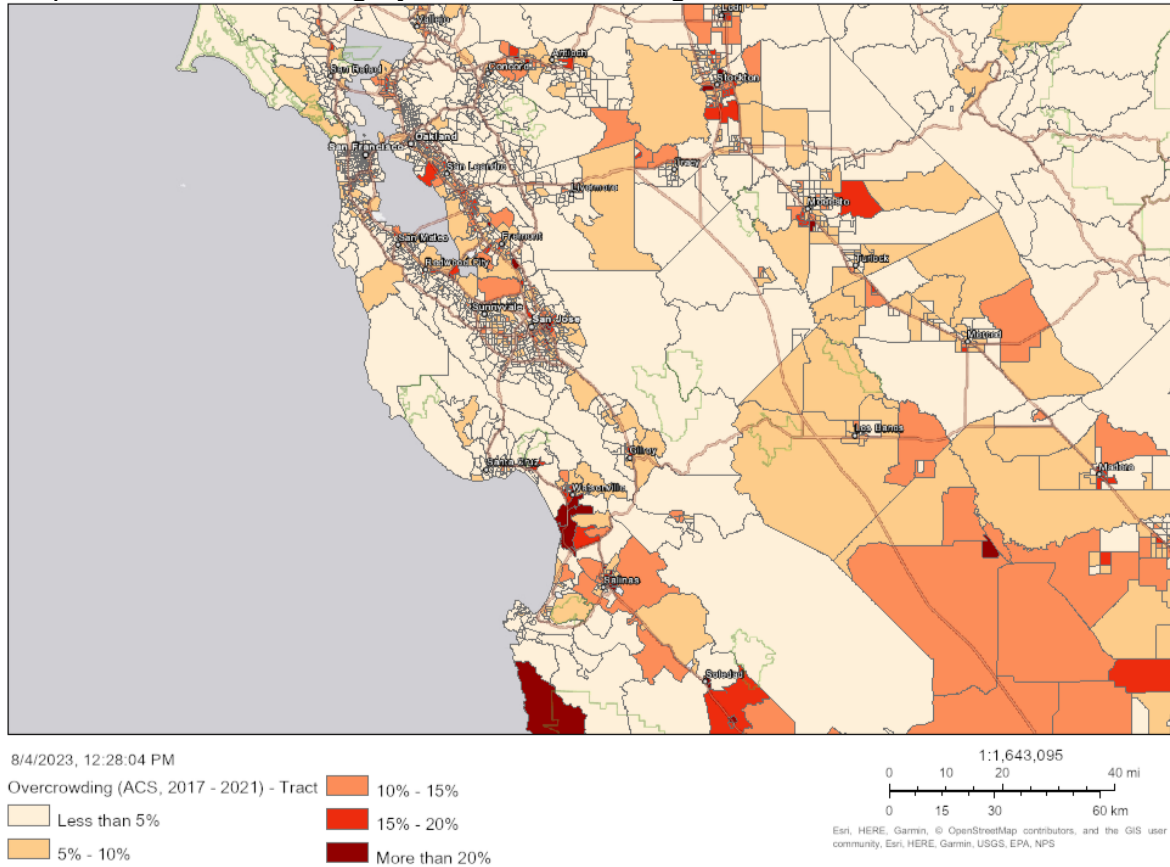 Vallejo
Lodi
San Rafael
Concord
Antioch
Stockton
Oakland
San Francisco
San Leandro
Tracy
Livermore
Modesto
San Mateo
Fremont
Redwood City
Turlock
Sunnyvale
San Jose
Merced
Los Banos
Gilroy
Santa Cruz
Madera
Watsonville
Salinas
Soledad
8/4/2023, 12:28:04 PM
Overcrowding (ACS, 2017 - 2021) - Tract
Less than 5%
5% - 10%
10% - 15%
15% - 20%
More than 20%
1:1,643,095
0 10 20 40 mi
0 15 30 60 km
Esri, HERE, Garmin, © OpenStreetMap contributors, and the GIS user
community, Esri, HERE, Garmin, USGS, EPA, NPS